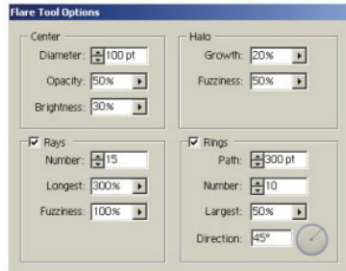 Flare Tool Options
Center
Diameter: 100 pt
Opacity: 50%
Brightness: 30%
Halo
Growth: 20%
Fuzziness: 50%
Rays
Number: 15
Longest: 300%
Fuzziness: 100%
Rings
Path: 300 pt
Number: 10
Largest: 50%
Direction: 45°